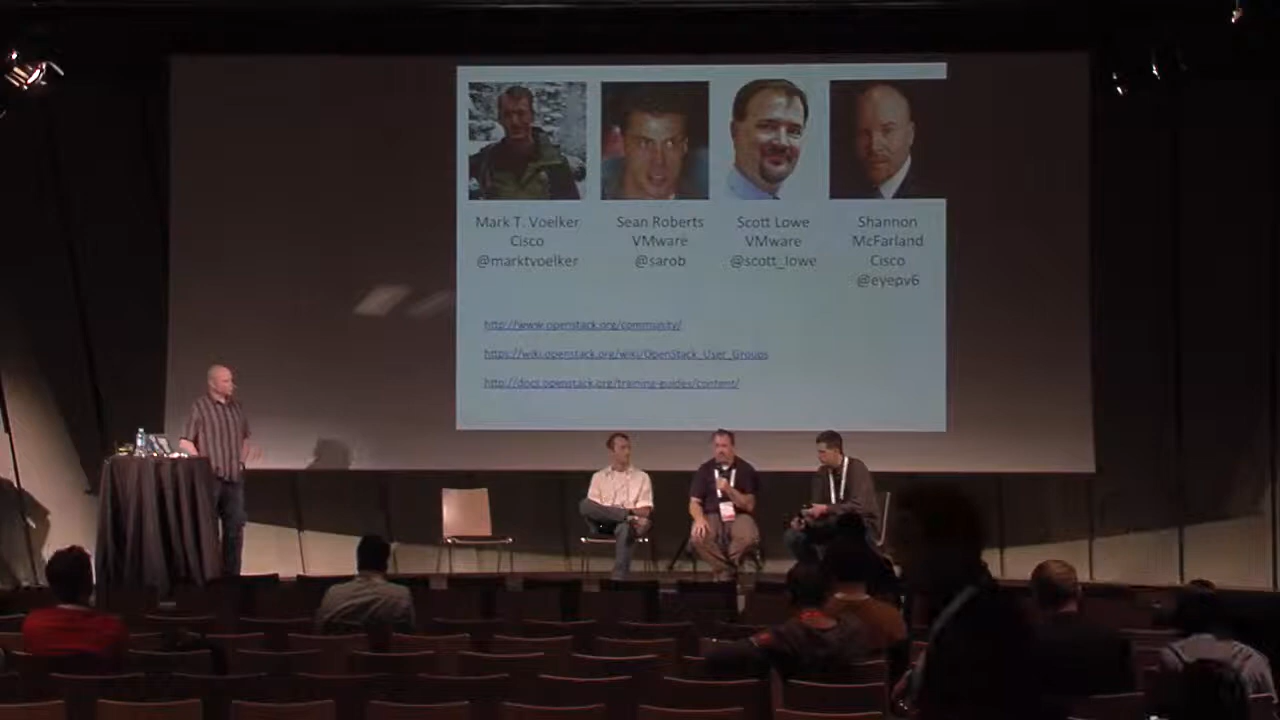 Mark T. Voelker
Cisco
@marktvoelker
Sean Roberts
VMware
@sarob
Scott Lowe
VMware
@scott_lowe
Shannon
McFarland
Cisco
@eyepv6
http://www.openstack.org/community/
https://wiki.openstack.org/wiki/OpenStack_User_Groups
http://docs.openstack.org/training-guides/content/